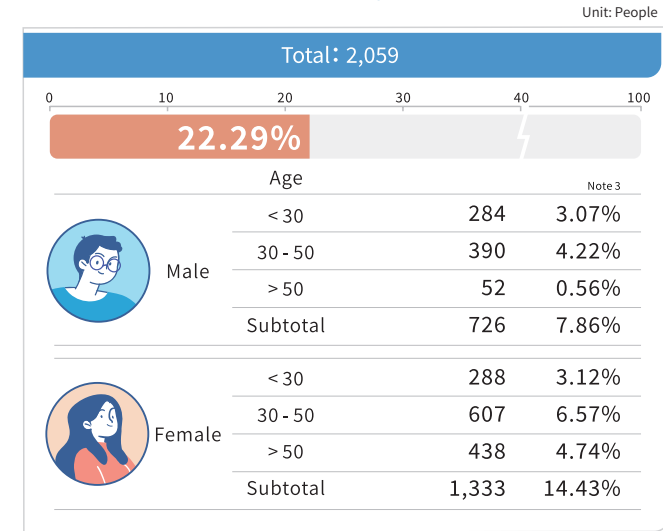 Unit: People
Total: 2,059
0 10 20 30 40 100
22.29%
Age Note 3
Male
< 30 284 3.07%
30 - 50 390 4.22%
> 50 52 0.56%
Subtotal 726 7.86%
Female
< 30 288 3.12%
30 - 50 607 6.57%
> 50 438 4.74%
Subtotal 1,333 14.43%